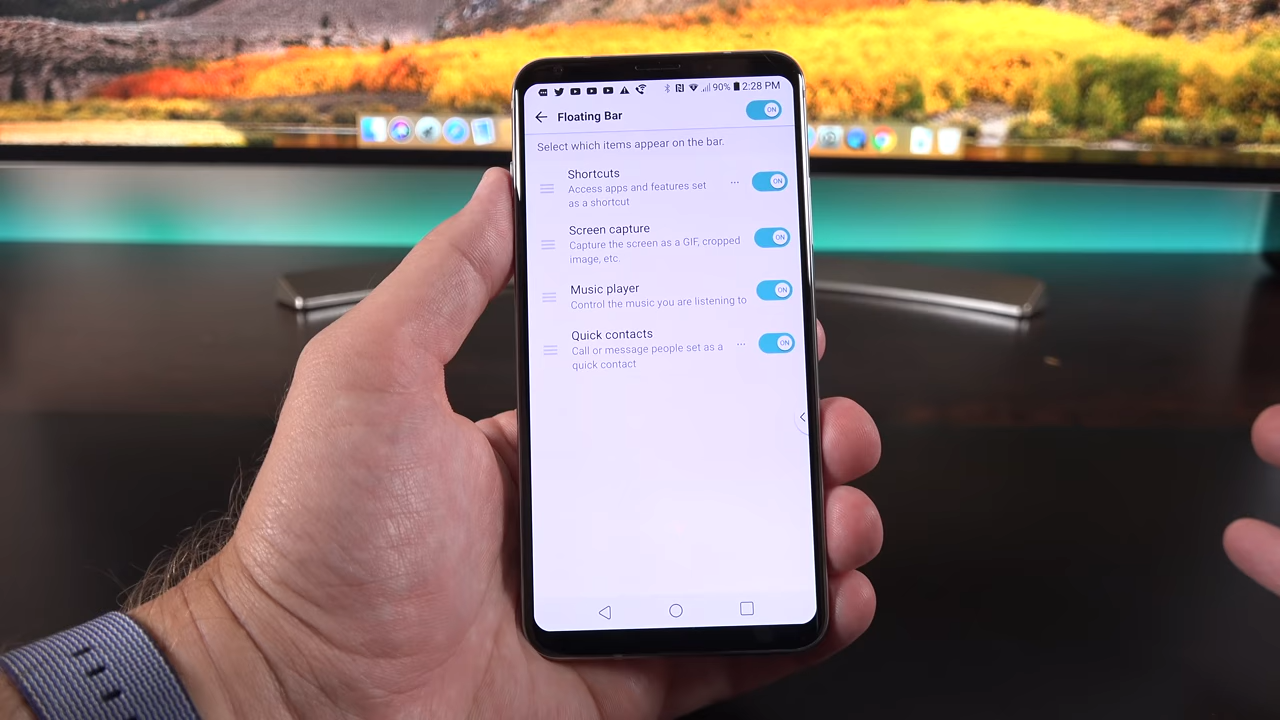 90% 2:28 PM
Floating Bar
ON
Select which items appear on the bar.
Shortcuts
Access apps and features set
as a shortcut
ON
Screen capture
Capture the screen as a GIF, cropped
image, etc.
ON
Music player
Control the music you are listening to
ON
Quick contacts
Call or message people set as a
quick contact
ON